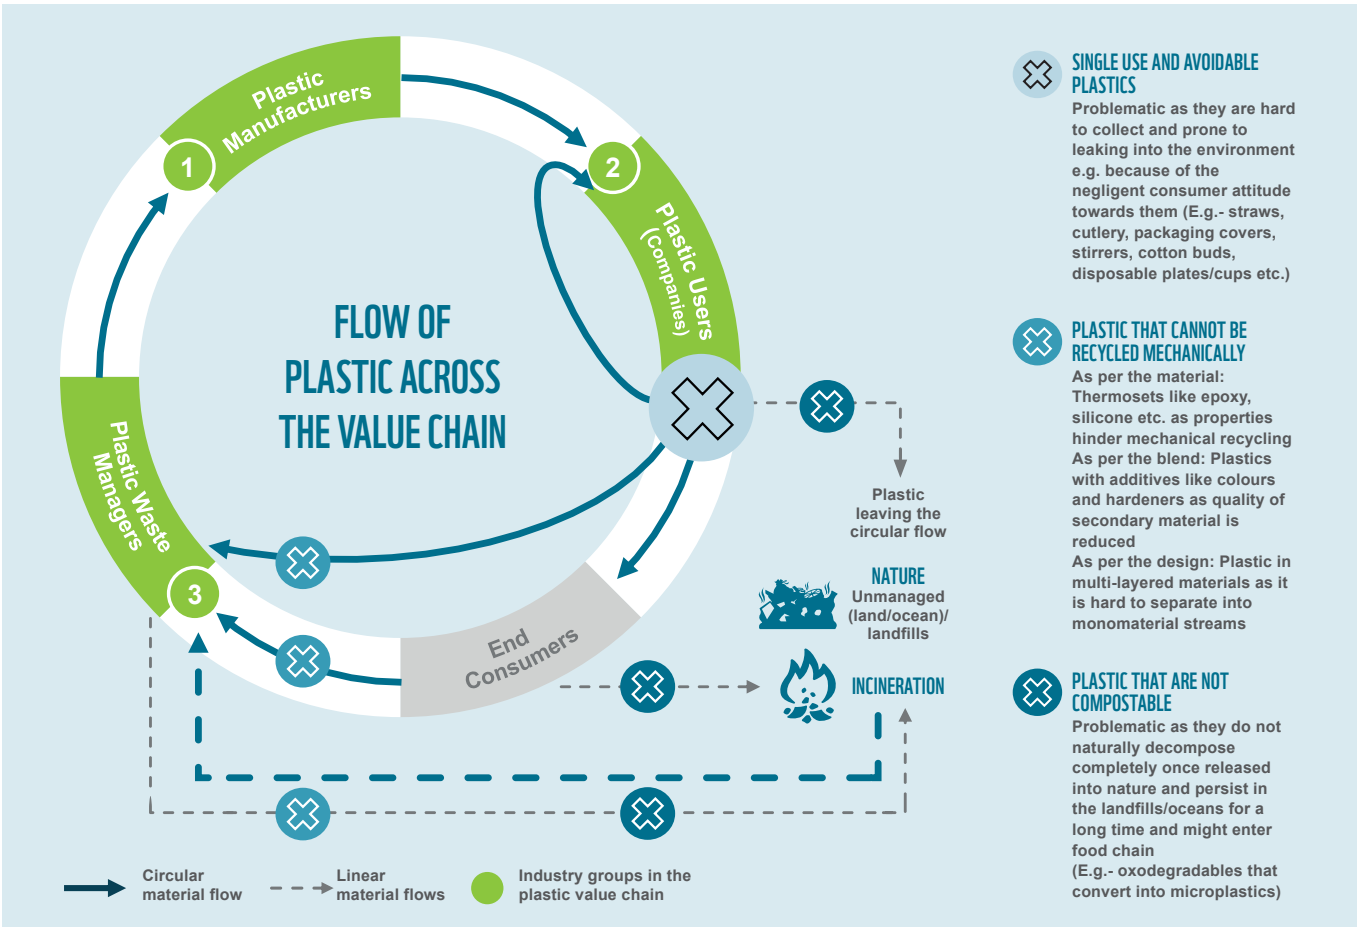 Plastic
Manufacturers
1
2
Plastic Users
(Companies)
FLOW OF
PLASTIC ACROSS
THE VALUE CHAIN
Plastic Waste
Managers
3
End
Consumers
Plastic
leaving the
circular flow
NATURE
Unmanaged
(land/ocean)/
landfills
INCINERATION
Circular
material flow
Linear
material flows
Industry groups in the
plastic value chain
SINGLE USE AND AVOIDABLE
PLASTICS
Problematic as they are hard
to collect and prone to
leaking into the environment
e.g. because of the
negligent consumer attitude
towards them (E.g.- straws,
cutlery, packaging covers,
stirrers, cotton buds,
disposable plates/cups etc.)
PLASTIC THAT CANNOT BE
RECYCLED MECHANICALLY
As per the material:
Thermosets like epoxy,
silicone etc. as properties
hinder mechanical recycling
As per the blend: Plastics
with additives like colours
and hardeners as quality of
secondary material is
reduced
As per the design: Plastic in
multi-layered materials as it
is hard to separate into
monomaterial streams
PLASTIC THAT ARE NOT
COMPOSTABLE
Problematic as they do not
naturally decompose
completely once released
into nature and persist in
the landfills/oceans for a
long time and might enter
food chain
(E.g.- oxodegradables that
convert into microplastics)